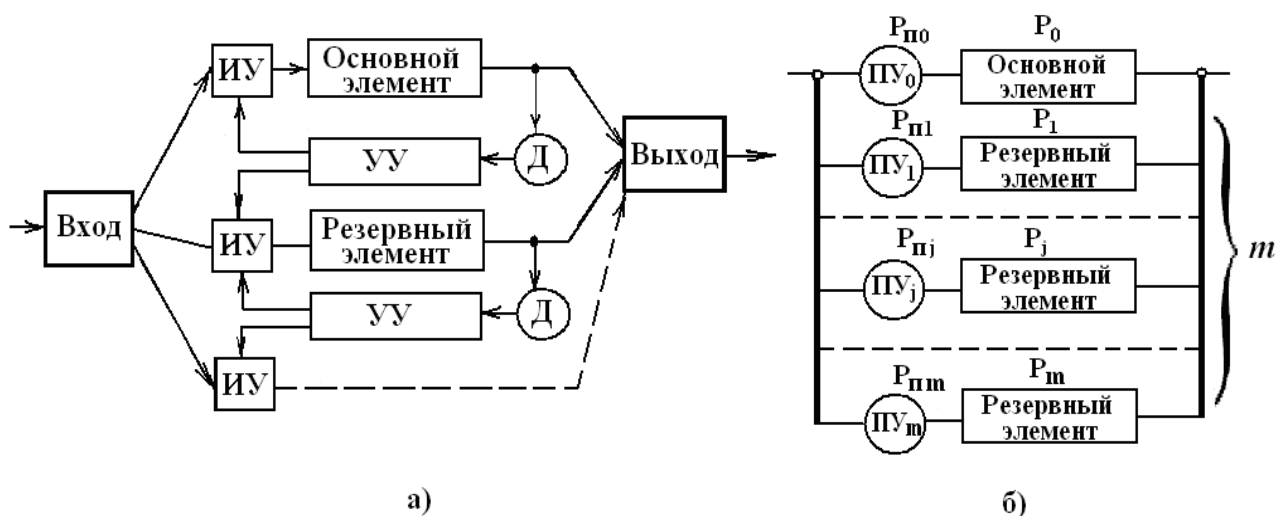 ИУ
Основной
элемент
УУ
Д
Вход
Выход
ИУ
Резервный
элемент
УУ
Д
ИУ
а)
Pп0
P0
ПУ0
Основной
элемент
Pп1
P1
ПУ1
Резервный
элемент
Pпj
Pj
ПУj
Резервный
элемент
m
Pпm
Pm
ПУm
Резервный
элемент
б)